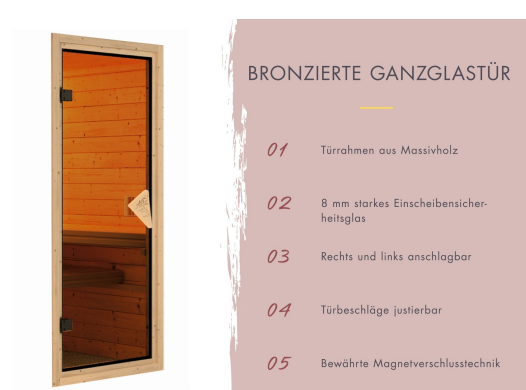 BRONZIERTE GANZGLASTÜR
01 Türrahmen aus Massivholz
02 8 mm starkes Einscheibensicher-
heitsglas
03 Rechts und links anschlagbar
04 Türbeschläge justierbar
05 Bewährte Magnetverschlusstechnik